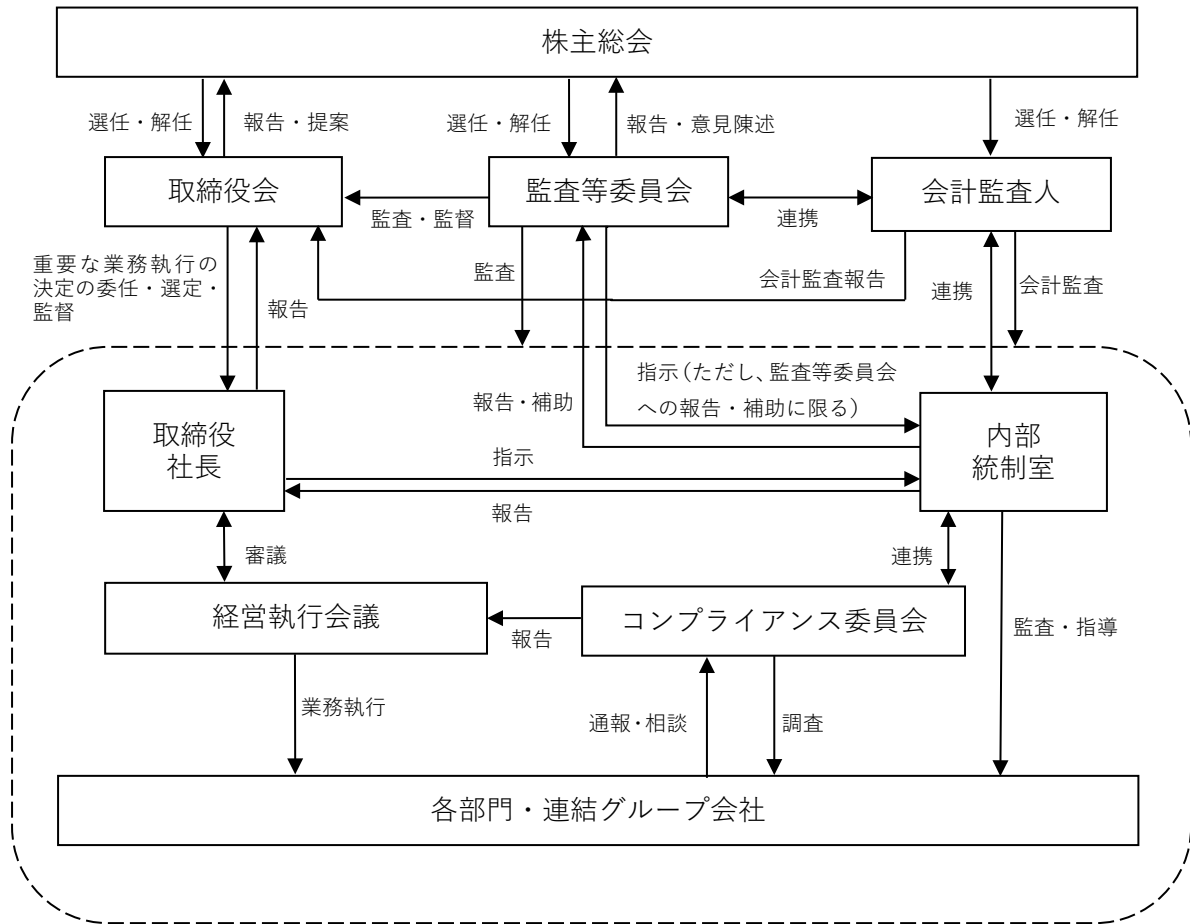 株主総会
選任・解任
報告・提案
選任・解任
報告・意見陳述
選任・解任
取締役会
監査等委員会
会計監査人
監査・監督
連携
重要な業務執行の
決定の委任・選定・
監督
報告
監査
会計監査報告
連携
会計監査
取締役
社長
報告・補助
指示(ただし、監査等委員会
への報告・補助に限る)
内部
統制室
指示
報告
審議
連携
経営執行会議
報告
コンプライアンス委員会
監査・指導
業務執行
通報・相談
調査
各部門・連結グループ会社